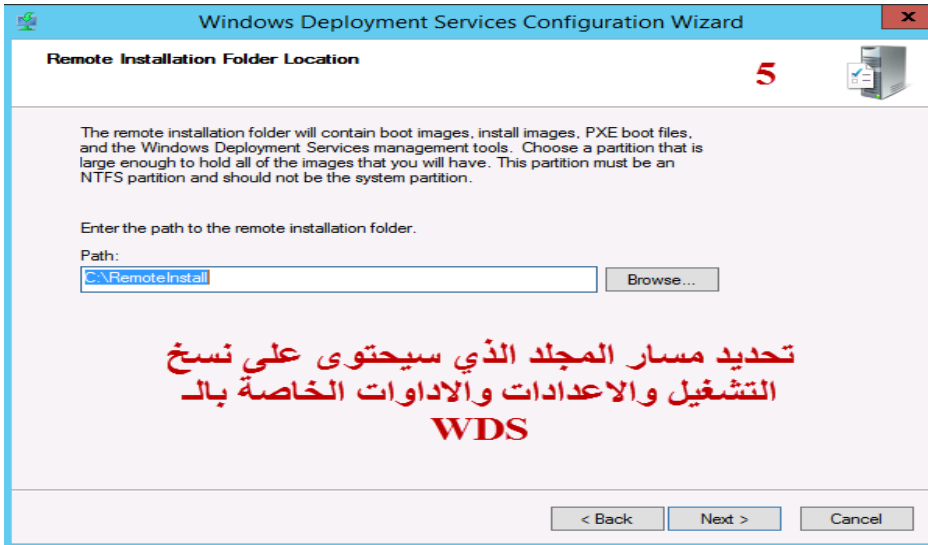 Windows Deployment Services Configuration Wizard
x
Remote Installation Folder Location
5
The remote installation folder will contain boot images, install images, PXE boot files,
and the Windows Deployment Services management tools. Choose a partition that is
large enough to hold all of the images that you will have. This partition must be an
NTFS partition and should not be the system partition.
Enter the path to the remote installation folder.
Path:
C:\RemoteInstall
Browse...
تحديد مسار المجلد الذي سيحتوى على نسخ
التشغيل والاعدادات والاداوات الخاصة بالـ
WDS
< Back Next > Cancel